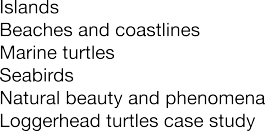 Islands
Beaches and coastlines
Marine turtles
Seabirds
Natural beauty and phenomena
Loggerhead turtles case study